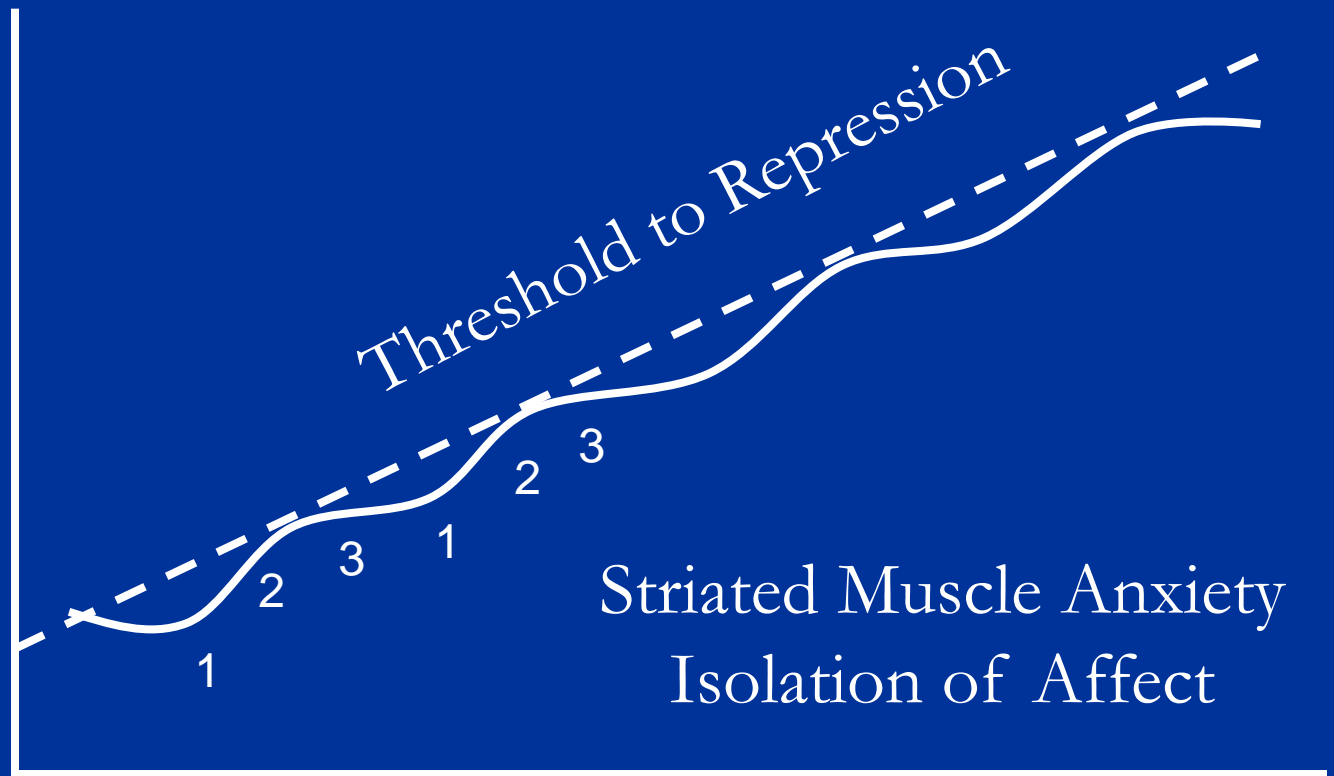 Threshold to Repression
3
2
3
1
2
1
Striated Muscle Anxiety
Isolation of Affect